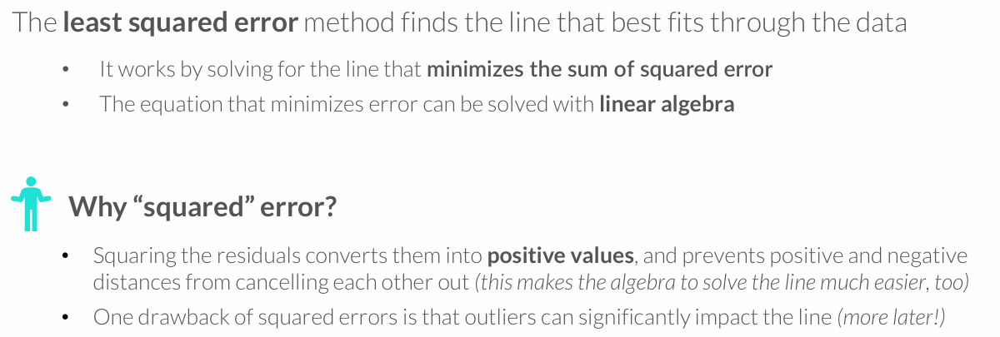 The least squared error method finds the line that best fits through the data
• It works by solving for the line that minimizes the sum of squared error
• The equation that minimizes error can be solved with linear algebra
Why “squared” error?
• Squaring the residuals converts them into positive values, and prevents positive and negative
distances from cancelling each other out (this makes the algebra to solve the line much easier, too)
• One drawback of squared errors is that outliers can significantly impact the line (more later!)